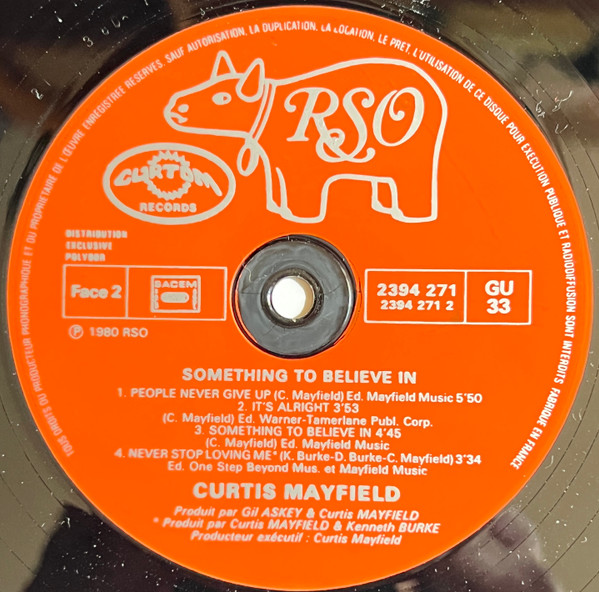 TOUS DROITS DU PRODUCTEUR PHONOGRAPHIQUE ET DU PROPRIETAIRE DE L'ŒUVRE ENREGISTREE RESERVES, SAUF AUTORISATION, LA DUPLICATION, LA LOCATION, LE PRET, L'UTILISATION DE CE DISQUE POUR EXECUTION PUBLIQUE ET RADIODIFFUSION SONT INTERDITS FABRIQUE EN FRANCE
RSO
CURTOM
RECORDS
DISTRIBUTION
EXCLUSIVE
POLYDOR
Face 2
SACEM
2394 271
2394 271 2
GU
33
Ⓟ 1980 RSO
SOMETHING TO BELIEVE IN
1. PEOPLE NEVER GIVE UP (C. Mayfield) Ed. Mayfield Music 5'50
2. IT'S ALRIGHT 3'53
(C. Mayfield) Ed. Warner-Tamerlane Publ. Corp.
3. SOMETHING TO BELIEVE IN 4'45
(C. Mayfield) Ed. Mayfield Music
4. NEVER STOP LOVING ME* (K. Burke-D. Burke-C. Mayfield) 3'34
Ed. One Step Beyond Mus. et Mayfield Music
CURTIS MAYFIELD
Produit par Gil ASKEY & Curtis MAYFIELD
* Produit par Curtis MAYFIELD & Kenneth BURKE
Producteur exécutif : Curtis Mayfield